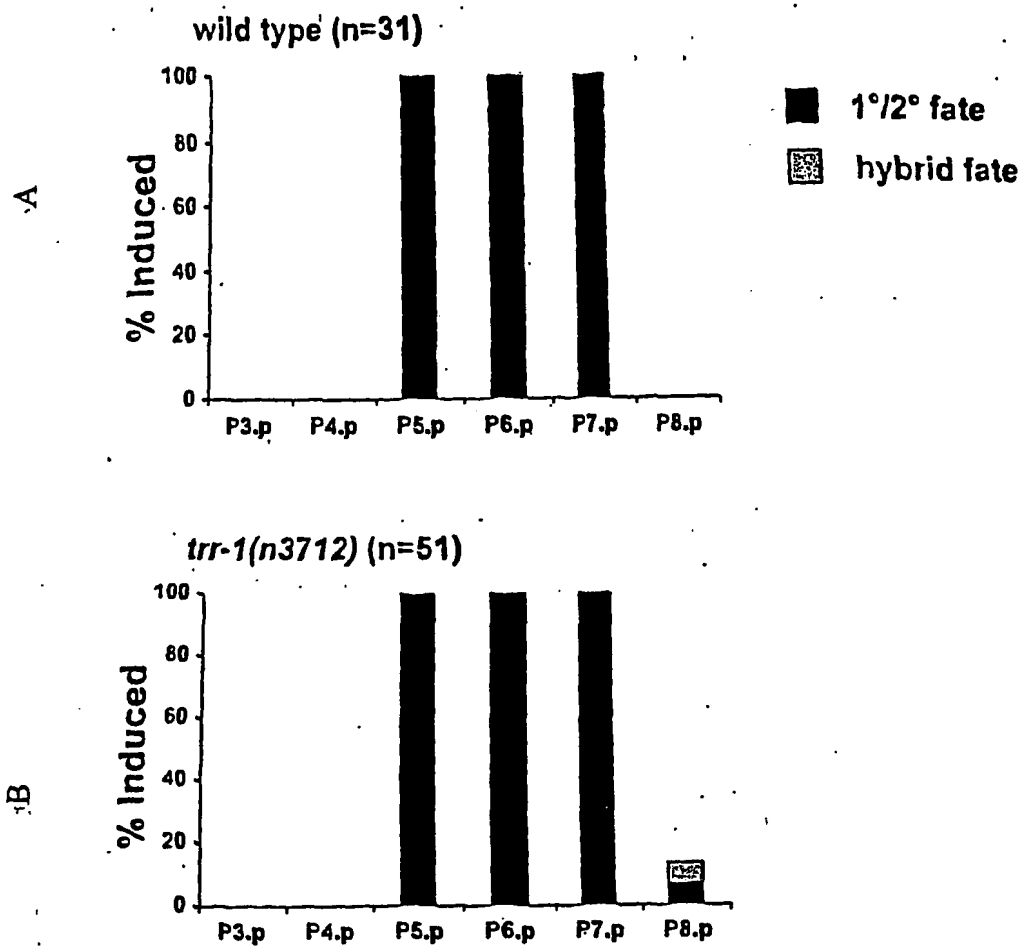 wild type (n=31)
1°/2° fate
hybrid fate
A
% Induced
100
80
60
40
20
0
P3.p P4.p P5.p P6.p P7.p P8.p
trr-1(n3712) (n=51)
B
% Induced
100
80
60
40
20
0
P3.p P4.p P5.p P6.p P7.p P8.p